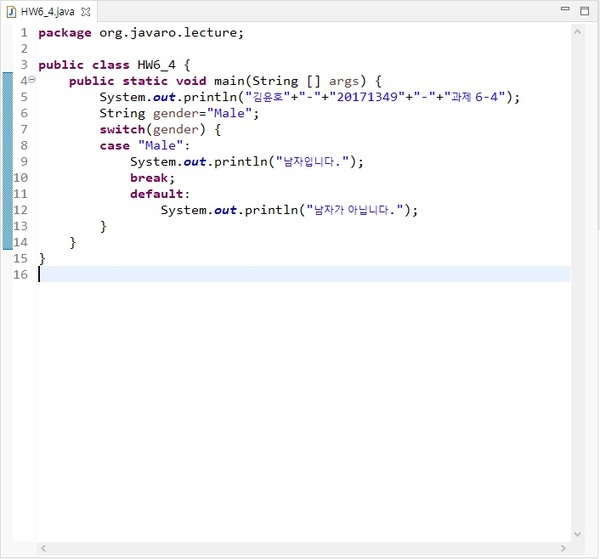 HW6_4.java
1 package org.javaro.lecture;
2
3 public class HW6_4 {
4 public static void main(String [] args) {
5 System.out.println("김윤호"+"-"+"20171349"+"-"+"과제 6-4");
6 String gender="Male";
7 switch(gender) {
8 case "Male":
9 System.out.println("남자입니다.");
10 break;
11 default:
12 System.out.println("남자가 아닙니다.");
13 }
14 }
15 }
16